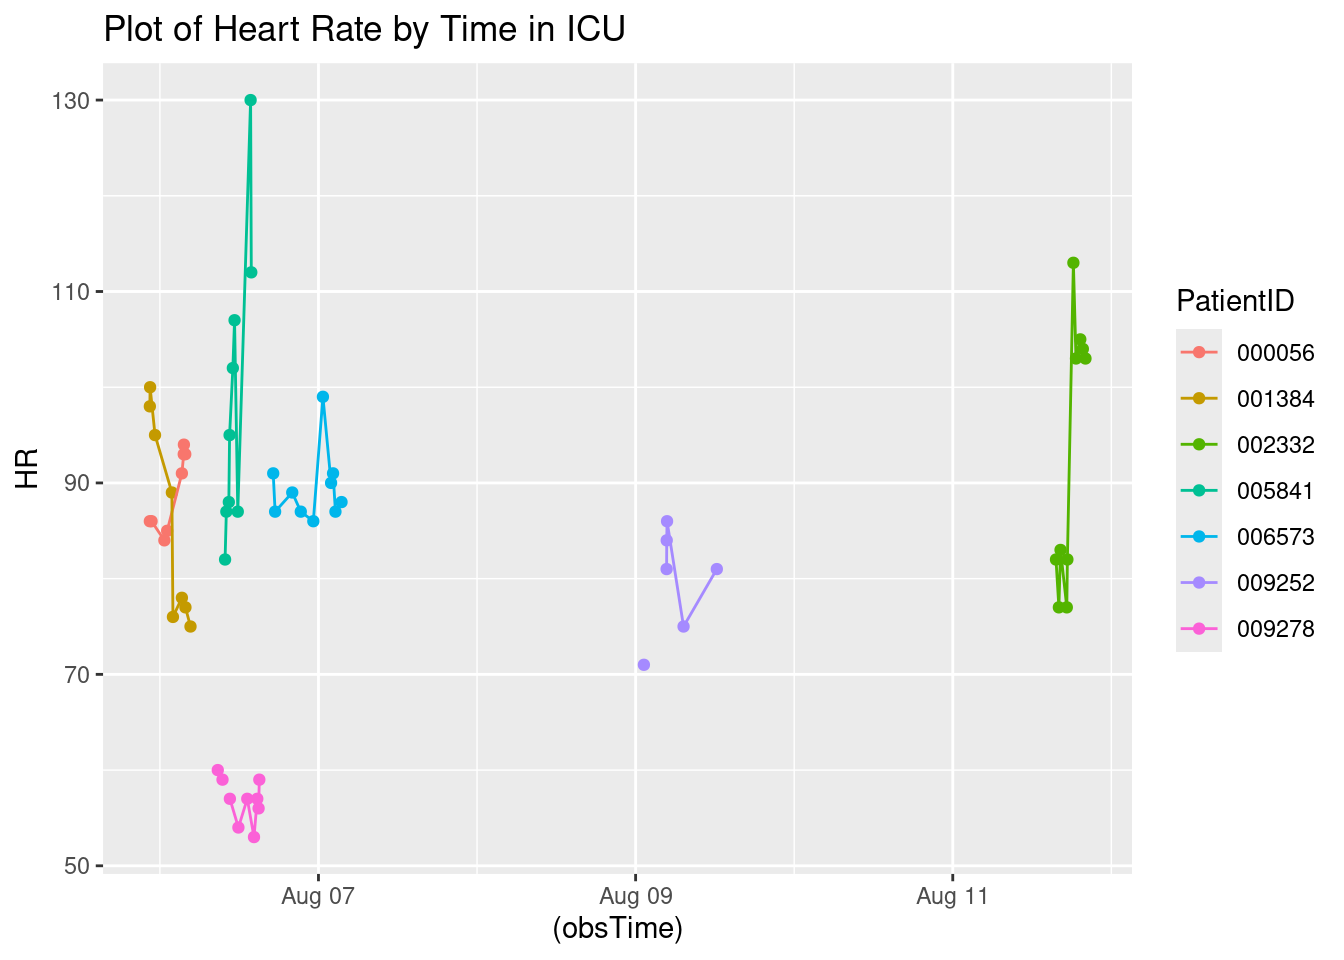 Plot of Heart Rate by Time in ICU
130
110
90
70
50
HR
Aug 07
Aug 09
Aug 11
(obsTime)
PatientID
000056
001384
002332
005841
006573
009252
009278